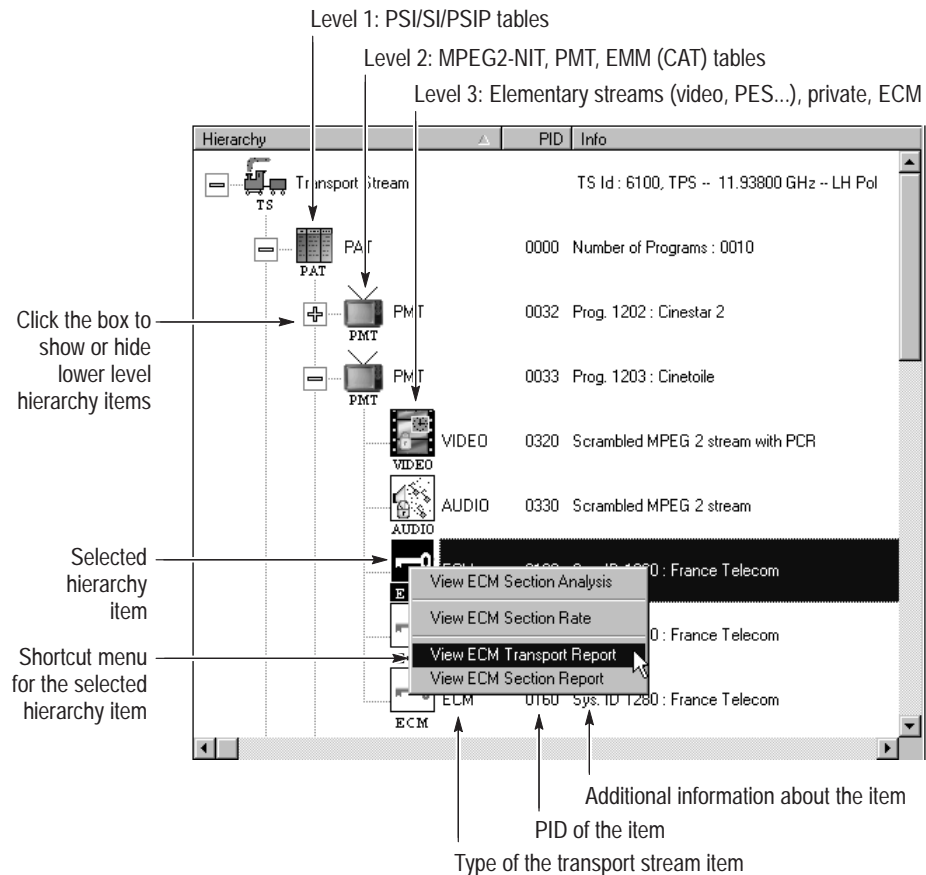 Level 1: PSI/SI/PSIP tables
Level 2: MPEG2-NIT, PMT, EMM (CAT) tables
Level 3: Elementary streams (video, PES...), private, ECM
Hierarchy PID Info
Transport Stream TS Id : 6100, TPS -- 11.93800 GHz -- LH Pol
TS
PAT 0000 Number of Programs : 0010
PAT
Click the box to
show or hide
lower level
hierarchy items
PMT 0032 Prog. 1202 : Cinestar 2
PMT
PMT 0033 Prog. 1203 : Cinetoile
PMT
VIDEO 0320 Scrambled MPEG 2 stream with PCR
VIDEO
AUDIO 0330 Scrambled MPEG 2 stream
AUDIO
Selected
hierarchy
item
: France Telecom
View ECM Section Analysis
View ECM Section Rate
0 : France Telecom
Shortcut menu
for the selected
hierarchy item
View ECM Transport Report
View ECM Section Report
ECM 0160 Sys. ID 1280 : France Telecom
ECM
Additional information about the item
PID of the item
Type of the transport stream item